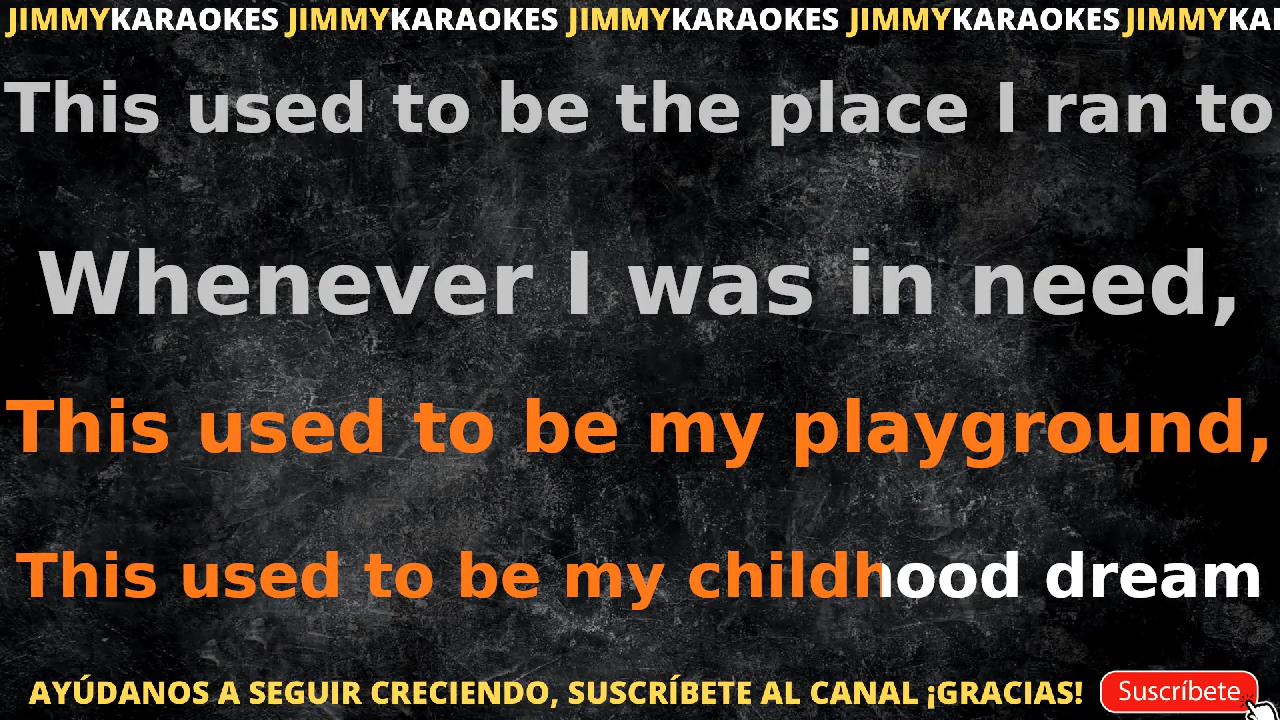 JIMMYKARAOKES JIMMYKARAOKES JIMMYKARAOKES JIMMYKARAOKES JIMMYKAI
This used to be the place I ran to
Whenever I was in need,
This used to be my playground,
This used to be my childhood dream
AYÚDANOS A SEGUIR CRECIENDO, SUSCRÍBETE AL CANAL ¡GRACIAS! Suscríbete